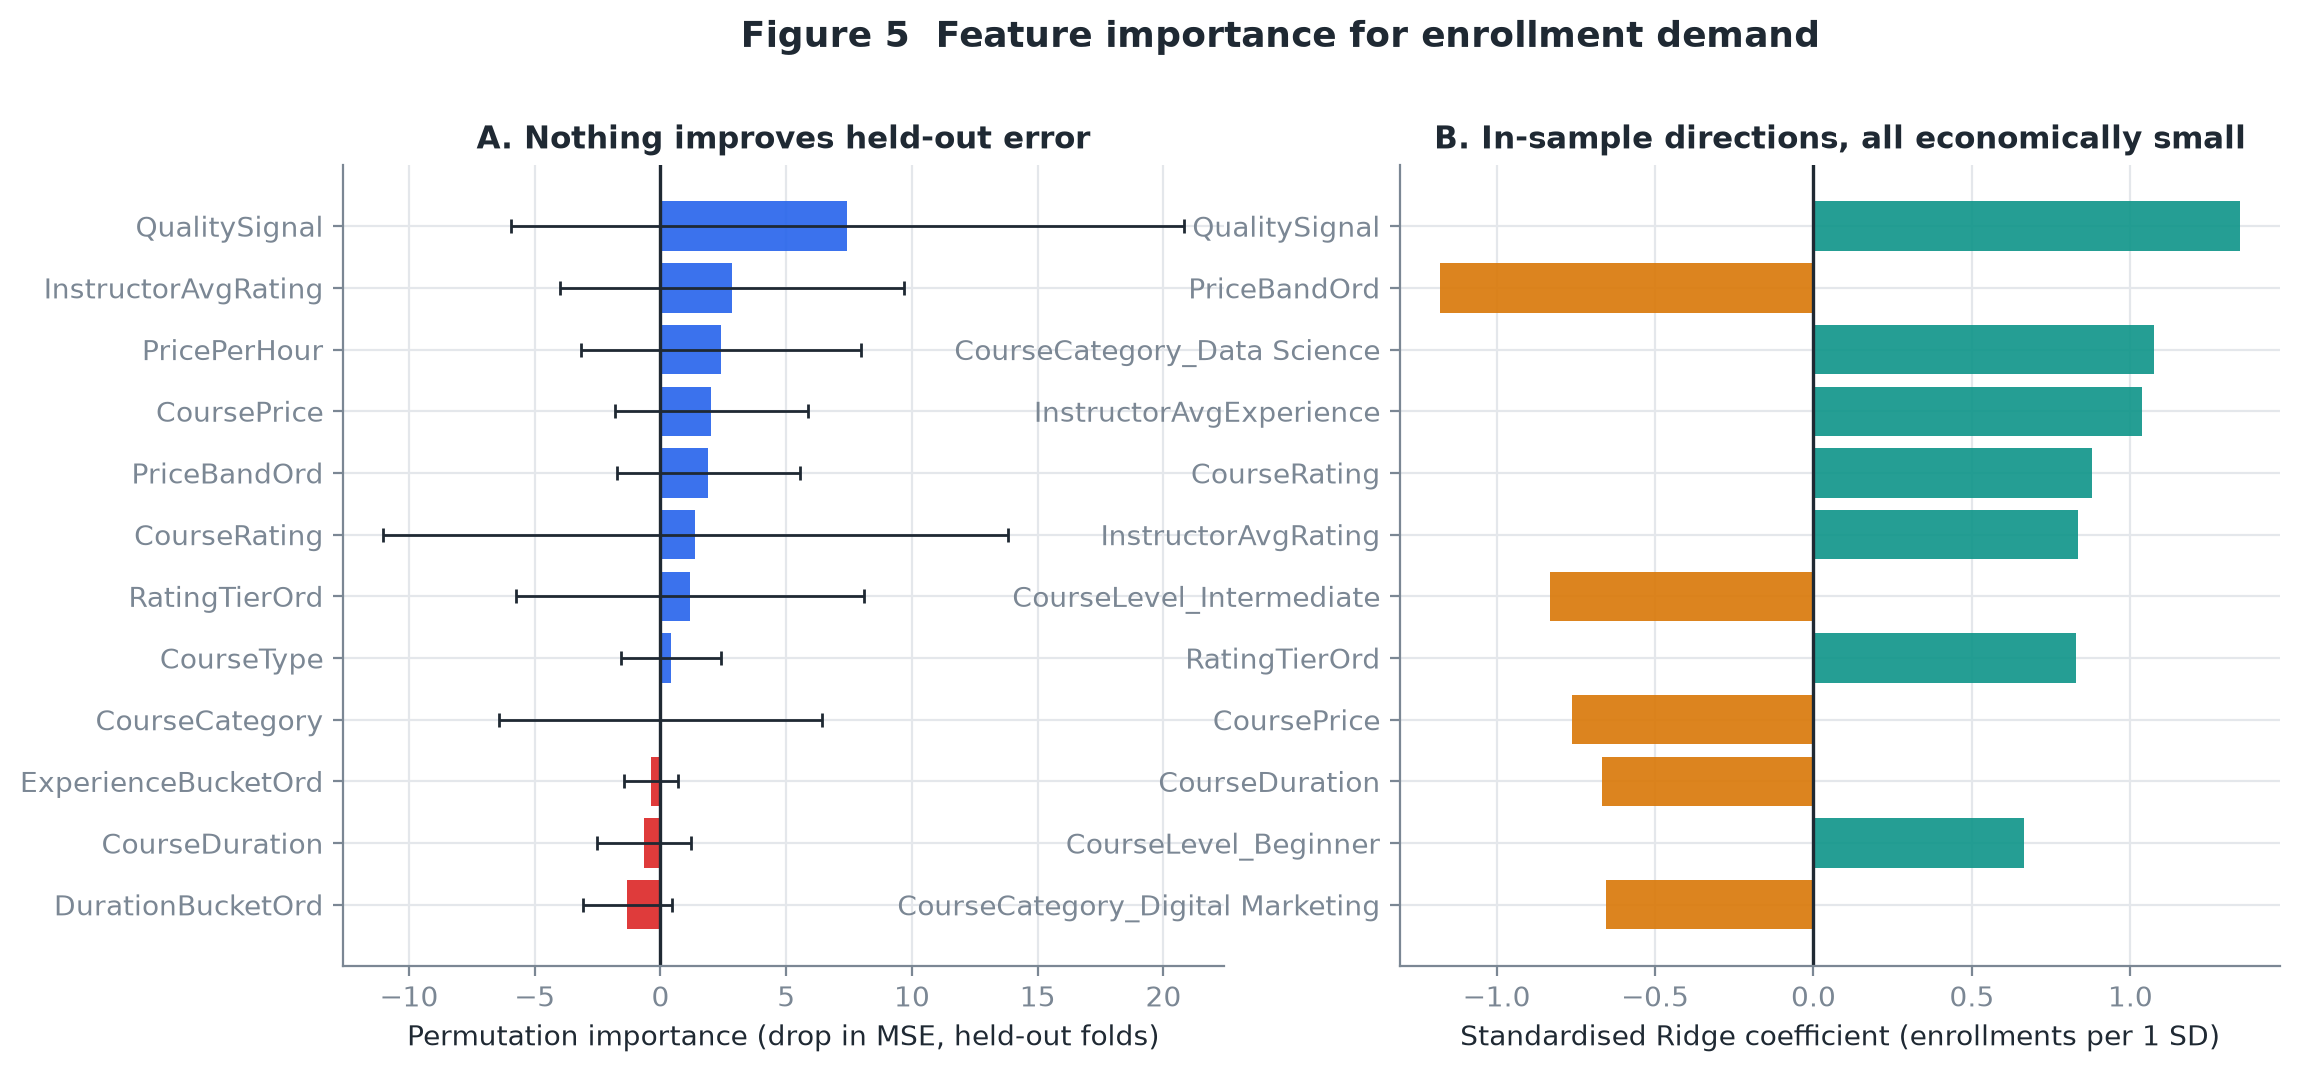 Figure 5  Feature importance for enrollment demand
A. Nothing improves held-out error
QualitySignal
InstructorAvgRating
PricePerHour
CoursePrice
PriceBandOrd
CourseRating
RatingTierOrd
CourseType
CourseCategory
ExperienceBucketOrd
CourseDuration
DurationBucketOrd
−10 −5 0 5 10 15 20
Permutation importance (drop in MSE, held-out folds)
B. In-sample directions, all economically small
QualitySignal
PriceBandOrd
CourseCategory_Data Science
InstructorAvgExperience
CourseRating
InstructorAvgRating
CourseLevel_Intermediate
RatingTierOrd
CoursePrice
CourseDuration
CourseLevel_Beginner
CourseCategory_Digital Marketing
−1.0 −0.5 0.0 0.5 1.0
Standardised Ridge coefficient (enrollments per 1 SD)